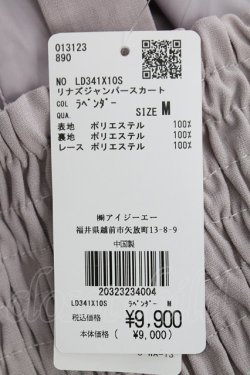 013123
890
NO LD341X10S
リナズジャンパースカート
COL ラベンダー
QUA. SIZE M
表地 ポリエステル 100%
裏地 ポリエステル 100%
レース ポリエステル 100%
㈱アイジーエー
福井県越前市矢放町13-8-9
中国製
20323234004
LD341X10S ラベンダー M
税込価格 ¥9,900
本体価格 ( ¥9,000)